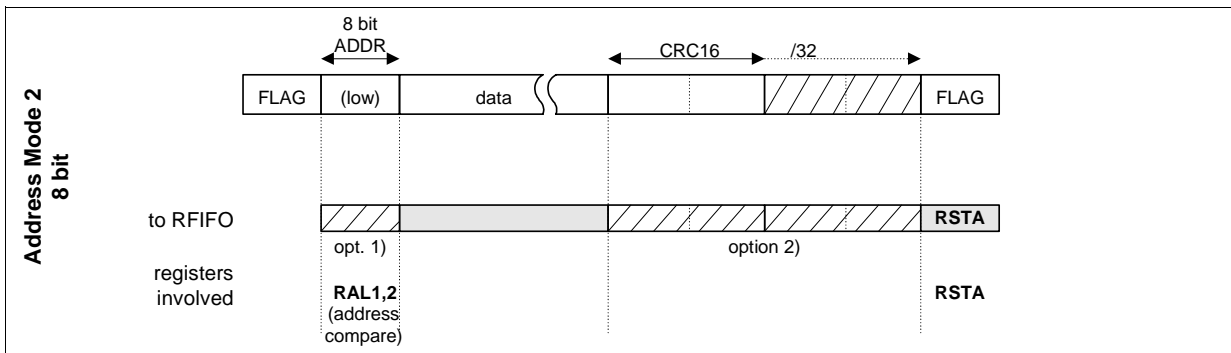 8 bit
ADDR
CRC16 /32
Address Mode 2
8 bit
FLAG (low) data FLAG
to RFIFO RSTA
opt. 1) option 2)
registers
involved
RAL1,2 RSTA
(address
compare)